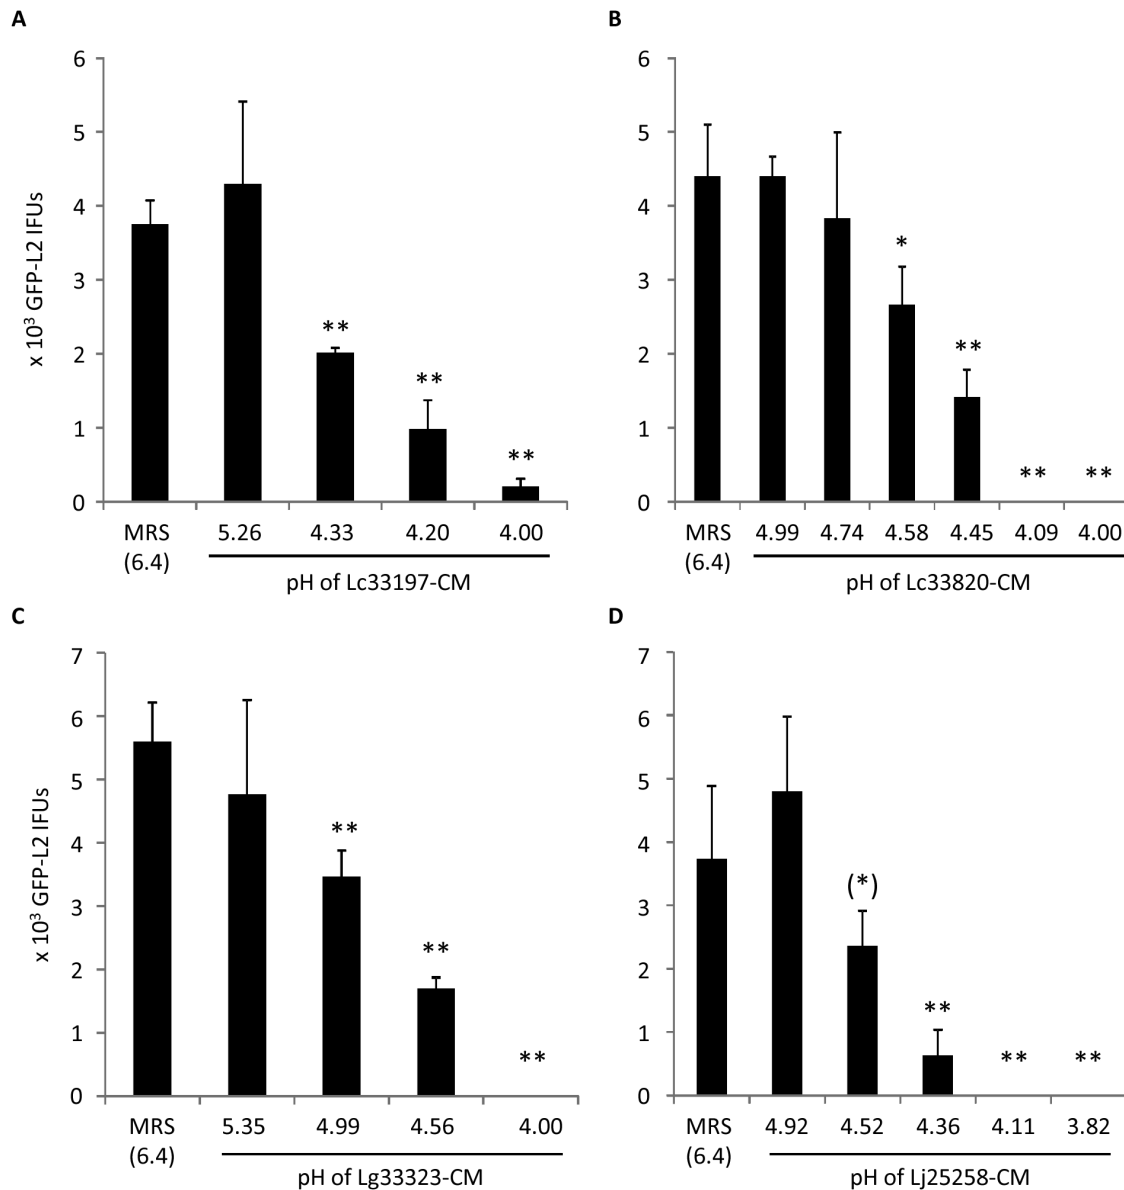 A
6
5
4
3
2
1
0
x 10³ GFP-L2 IFUs
**
**
**
MRS
(6.4)
5.26 4.33 4.20 4.00
pH of Lc33197-CM
B
6
5
4
3
2
1
0
*
**
**
**
MRS
(6.4)
4.99 4.74 4.58 4.45 4.09 4.00
pH of Lc33820-CM
C
7
6
5
4
3
2
1
0
x 10³ GFP-L2 IFUs
**
**
**
MRS
(6.4)
5.35 4.99 4.56 4.00
pH of Lg33323-CM
D
7
6
5
4
3
2
1
0
(*)
**
**
**
MRS
(6.4)
4.92 4.52 4.36 4.11 3.82
pH of Lj25258-CM